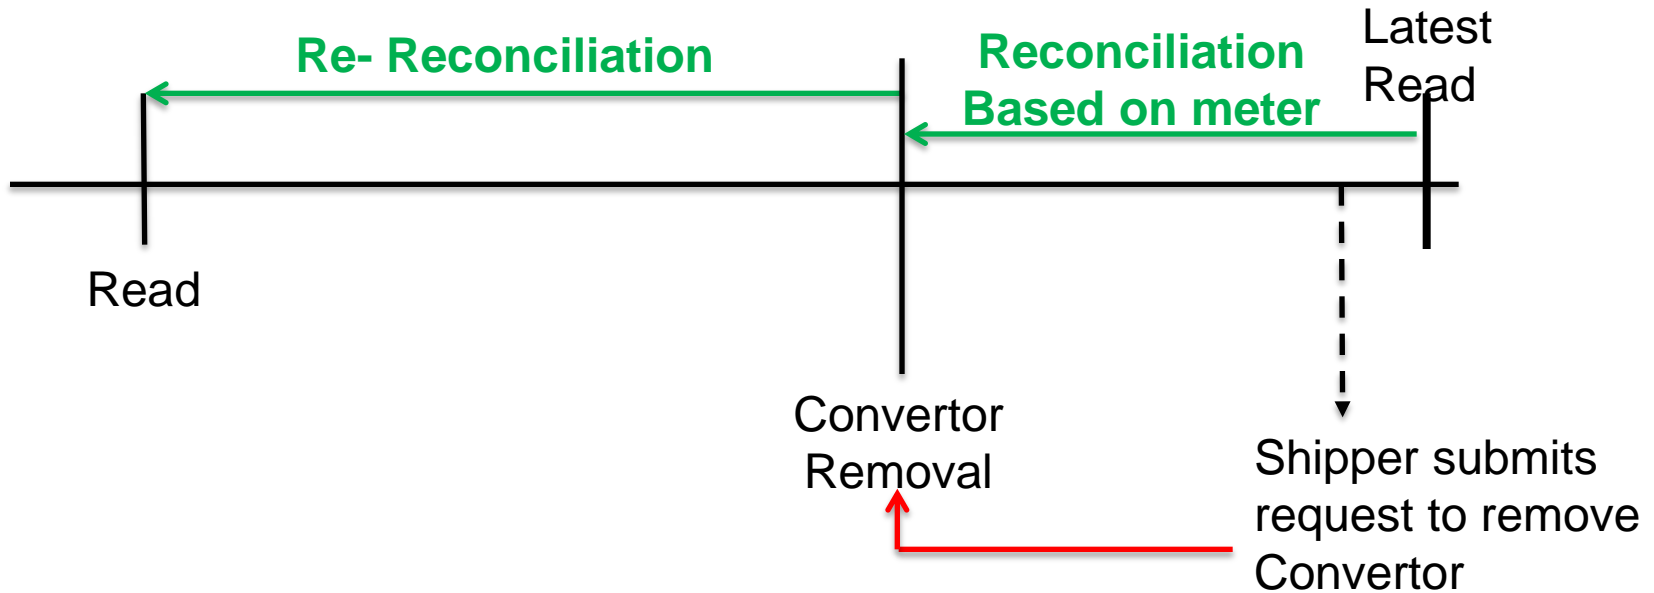 Re- Reconciliation
Reconciliation
Based on meter
Latest
Read
Read
Convertor
Removal
Shipper submits
request to remove
Convertor